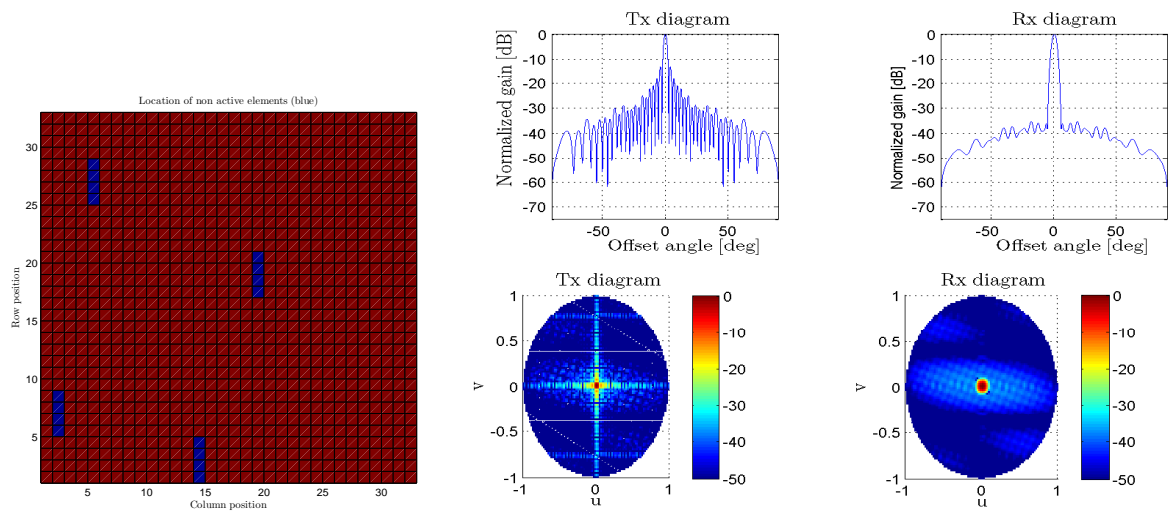 Location of non active elements (blue)
Row position
30
25
20
15
10
5
5 10 15 20 25 30
Column position
Tx diagram
Normalized gain [dB]
0
-10
-20
-30
-40
-50
-60
-70
-50 0 50
Offset angle [deg]
Rx diagram
Normalized gain [dB]
0
-10
-20
-30
-40
-50
-60
-70
-50 0 50
Offset angle [deg]
Tx diagram
v
1
0.5
0
-0.5
-1
-1 0 1
u
0
-10
-20
-30
-40
-50
Rx diagram
v
1
0.5
0
-0.5
-1
-1 0 1
u
0
-10
-20
-30
-40
-50